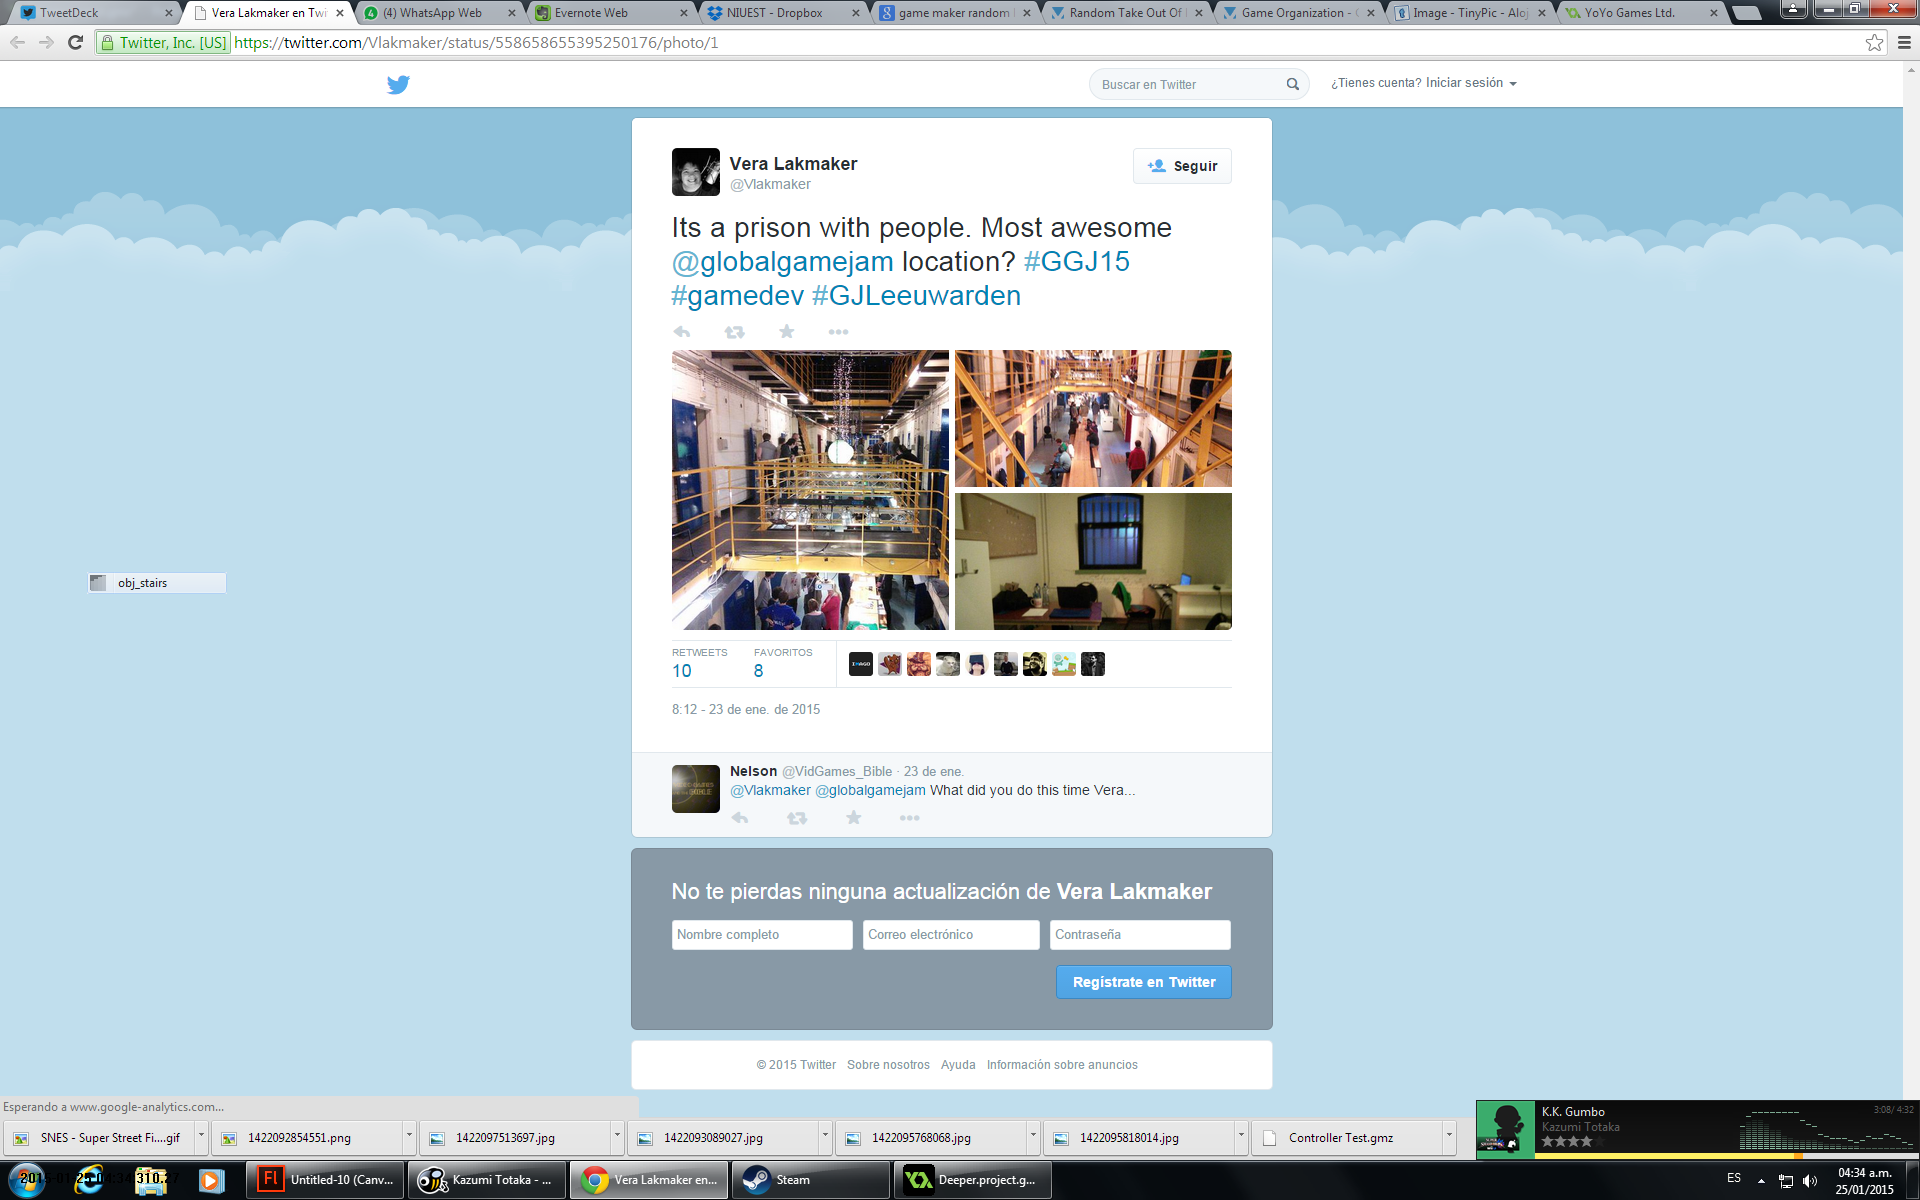 TweetDeck
Vera Lakmaker en Twi
(4) WhatsApp Web
Evernote Web
NIUEST - Dropbox
game maker random
Random Take Out Of
Game Organization -
Image - TinyPic - Aloj
YoYo Games Ltd.
Twitter, Inc. [US]
https://twitter.com/Vlakmaker/status/558658655395250176/photo/1
Buscar en Twitter
¿Tienes cuenta? Iniciar sesión
Vera Lakmaker
@Vlakmaker
Seguir
Its a prison with people. Most awesome
@globalgamejam location? #GGJ15
#gamedev #GJLeeuwarden
obj_stairs
RETWEETS
10
FAVORITOS
8
8:12 - 23 de ene. de 2015
Nelson @VidGames_Bible · 23 de ene.
@Vlakmaker @globalgamejam What did you do this time Vera...
No te pierdas ninguna actualización de Vera Lakmaker
Nombre completo
Correo electrónico
Contraseña
Regístrate en Twitter
© 2015 Twitter Sobre nosotros Ayuda Información sobre anuncios
Esperando a www.google-analytics.com...
SNES - Super Street Fi....gif
1422092854551.png
1422097513697.jpg
1422093089027.jpg
1422095768068.jpg
1422095818014.jpg
Controller Test.gmz
K.K. Gumbo
Kazumi Totaka
3:08/ 4:32
Untitled-10 (Canv...
Kazumi Totaka - ...
Vera Lakmaker en...
Steam
Deeper.project.g...
ES
04:34 a.m.
25/01/2015